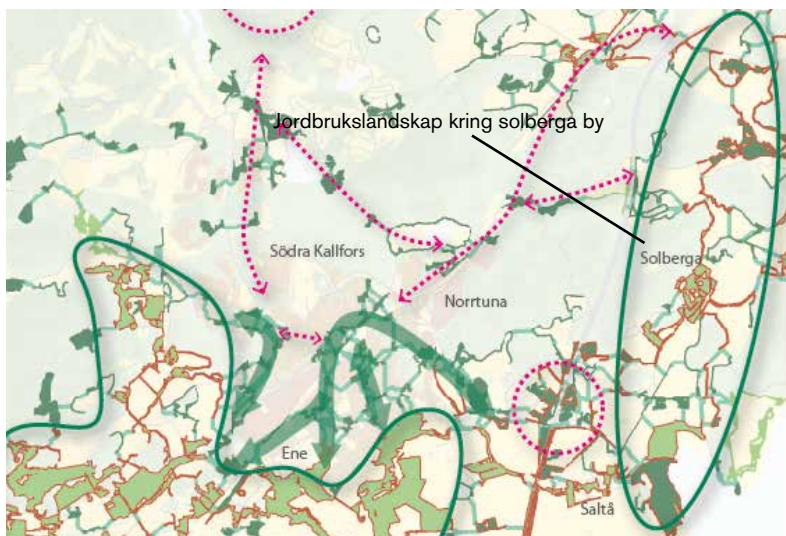 Jordbrukslandskap kring solberga by
Södra Kallfors
Solberga
Norrtuna
Ene
Saltå